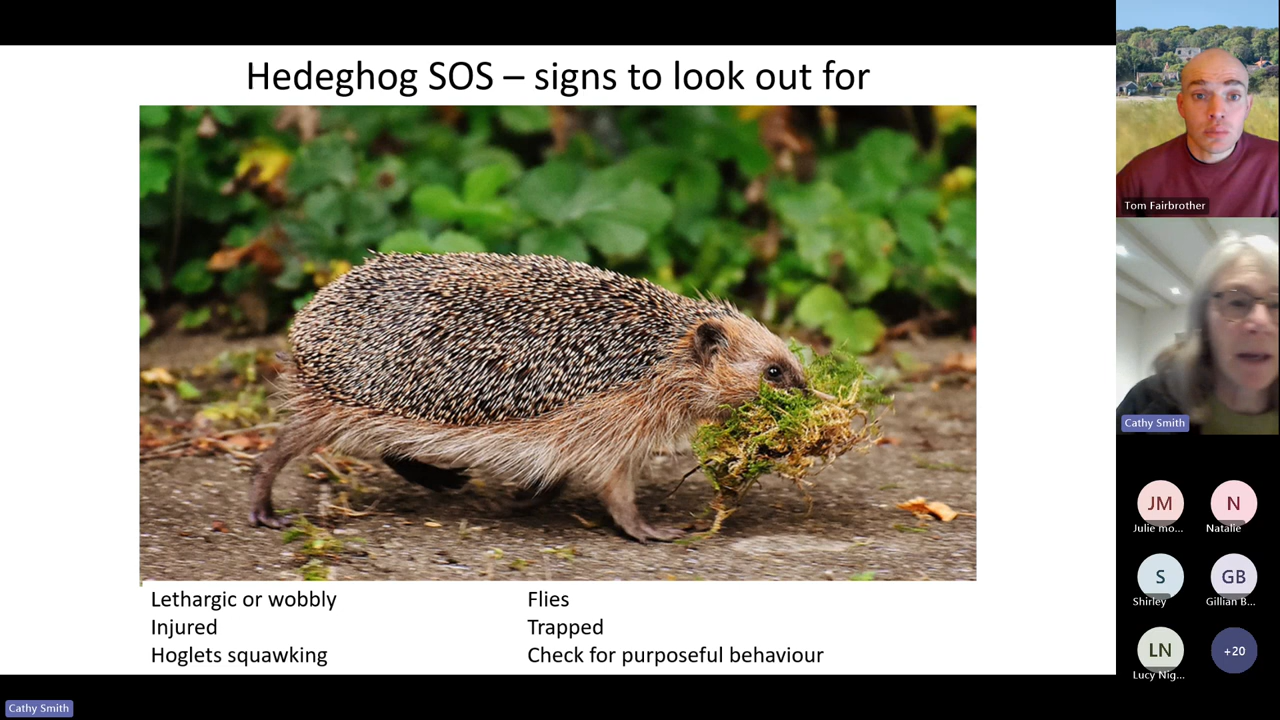 Hedeghog SOS – signs to look out for
Lethargic or wobbly
Injured
Hoglets squawking
Flies
Trapped
Check for purposeful behaviour
Tom Fairbrother
Cathy Smith
JM
Julie mo...
N
Natalie
S
Shirley
GB
Gillian B...
LN
Lucy Nig...
+20
Cathy Smith